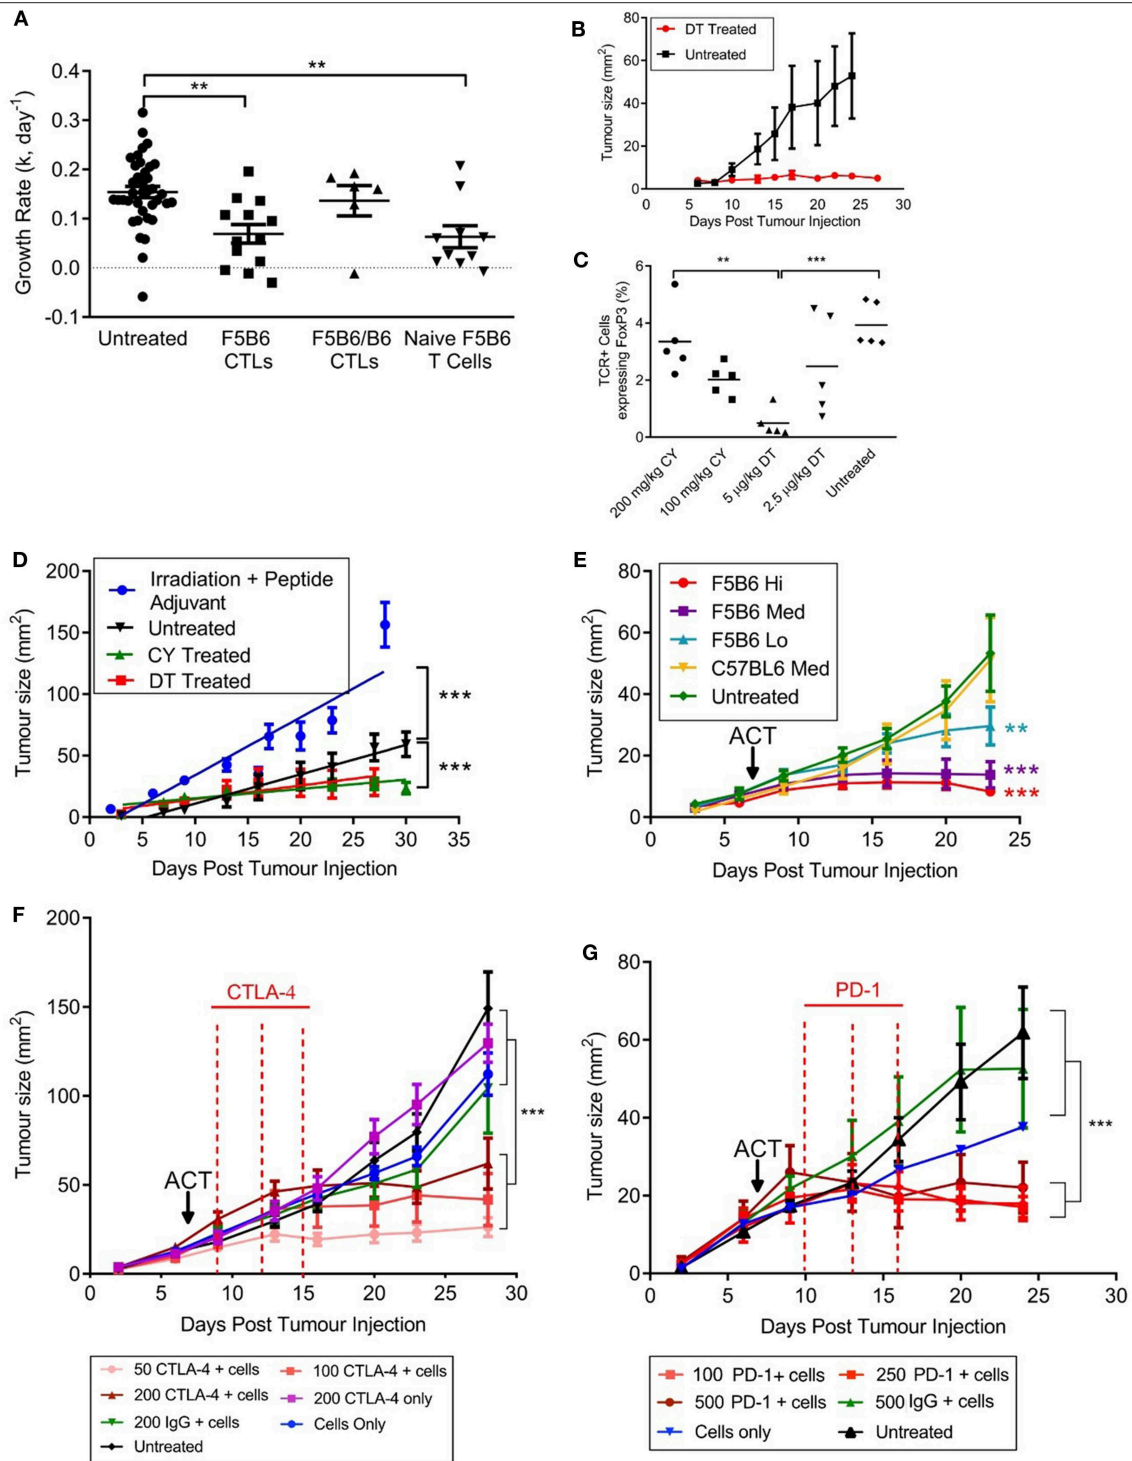 A
Growth Rate (k, day-1)
0.4
0.3
0.2
0.1
0.0
-0.1
**
**
Untreated
F5B6
CTLs
F5B6/B6
CTLs
Naive F5B6
T Cells
B
Tumour size (mm2)
80
60
40
20
0
DT Treated
Untreated
0 5 10 15 20 25 30
Days Post Tumour Injection
C
TCR+ Cells
expressing FoxP3 (%)
6
4
2
0
** ***
200 mg/kg CY
100 mg/kg CY
5 µg/kg DT
2.5 µg/kg DT
Untreated
D
Tumour size (mm2)
200
150
100
50
0
Irradiation + Peptide
Adjuvant
Untreated
CY Treated
DT Treated
***
***
0 5 10 15 20 25 30 35
Days Post Tumour Injection
E
Tumour size (mm2)
80
60
40
20
0
F5B6 Hi
F5B6 Med
F5B6 Lo
C57BL6 Med
Untreated
ACT
**
***
***
0 5 10 15 20 25
Days Post Tumour Injection
F
Tumour size (mm2)
200
150
100
50
0
CTLA-4
ACT
***
0 5 10 15 20 25 30
Days Post Tumour Injection
50 CTLA-4 + cells 100 CTLA-4 + cells
200 CTLA-4 + cells 200 CTLA-4 only
200 IgG + cells Cells Only
Untreated
G
Tumour size (mm2)
80
60
40
20
0
PD-1
ACT
***
0 5 10 15 20 25 30
Days Post Tumour Injection
100 PD-1+ cells 250 PD-1 + cells
500 PD-1 + cells 500 IgG + cells
Cells only Untreated